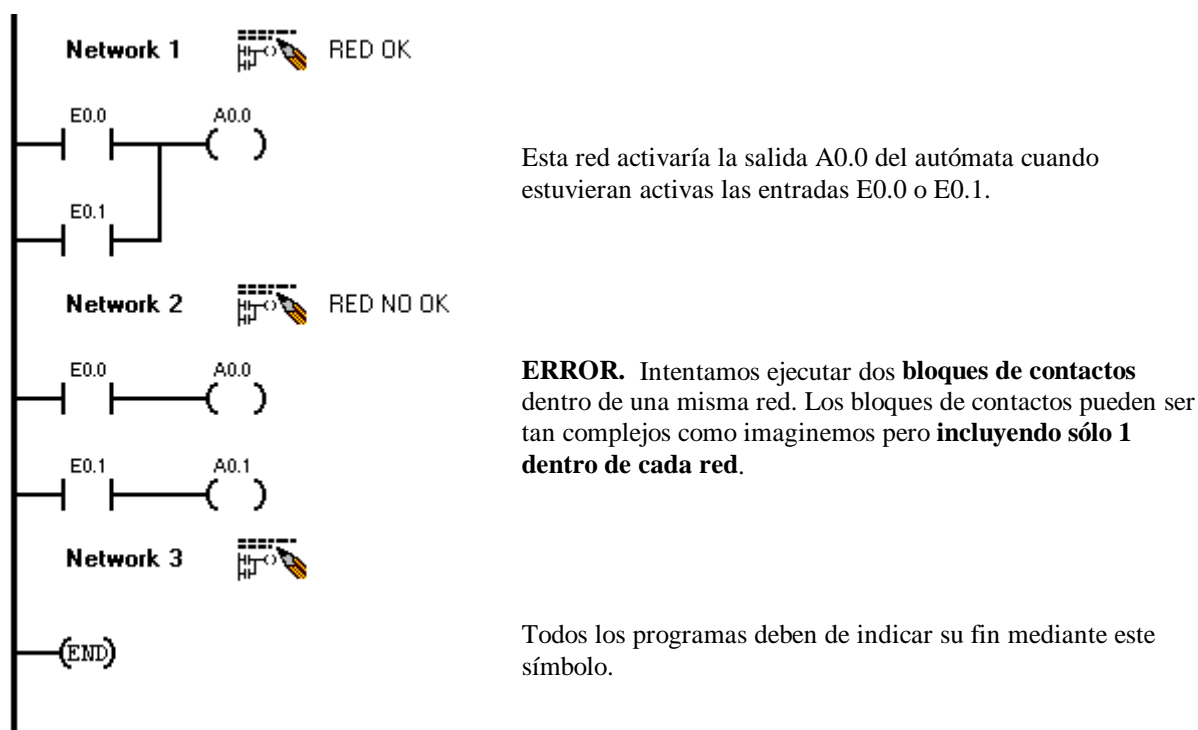 Network 1 RED OK
E0.0 A0.0
Esta red activaría la salida A0.0 del autómata cuando
estuvieran activas las entradas E0.0 o E0.1.
E0.1
Network 2 RED NO OK
E0.0 A0.0
ERROR. Intentamos ejecutar dos bloques de contactos
dentro de una misma red. Los bloques de contactos pueden ser
tan complejos como imaginemos pero incluyendo sólo 1
dentro de cada red.
E0.1 A0.1
Network 3
Todos los programas deben de indicar su fin mediante este
símbolo.
END